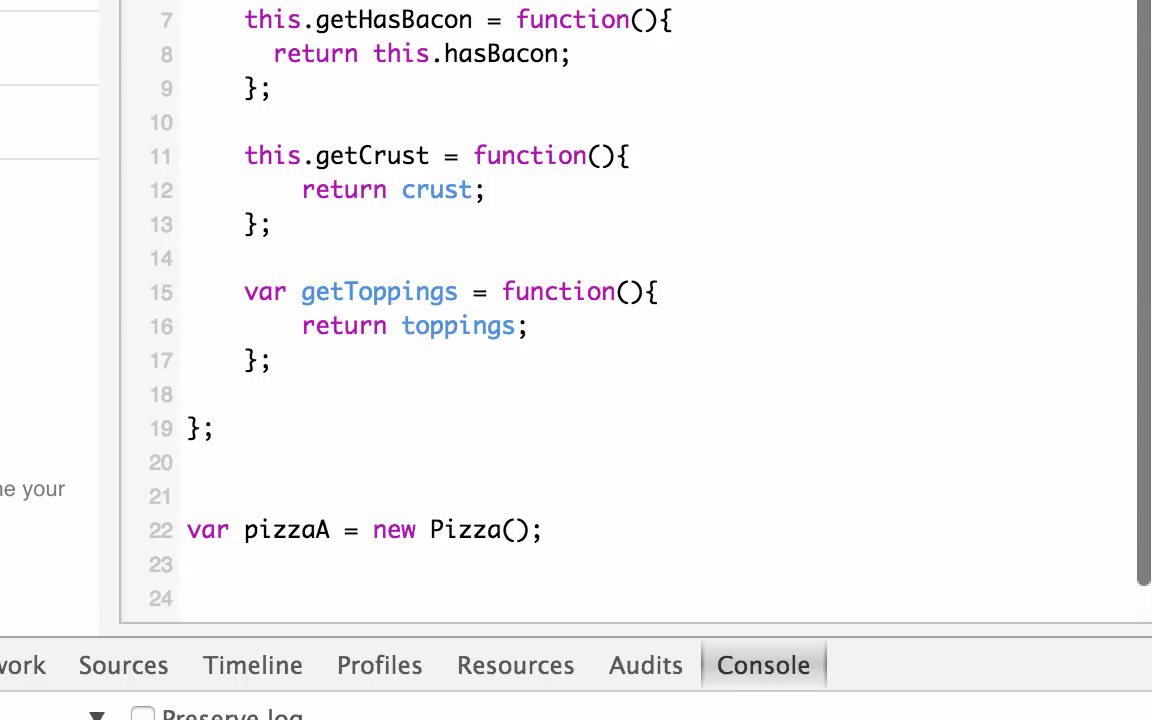 7 this.getHasBacon = function(){
8 return this.hasBacon;
9 };
10
11 this.getCrust = function(){
12 return crust;
13 };
14
15 var getToppings = function(){
16 return toppings;
17 };
18
19 };
20
ne your
21
22 var pizzaA = new Pizza();
23
24
work Sources Timeline Profiles Resources Audits Console
▼ Preserve log